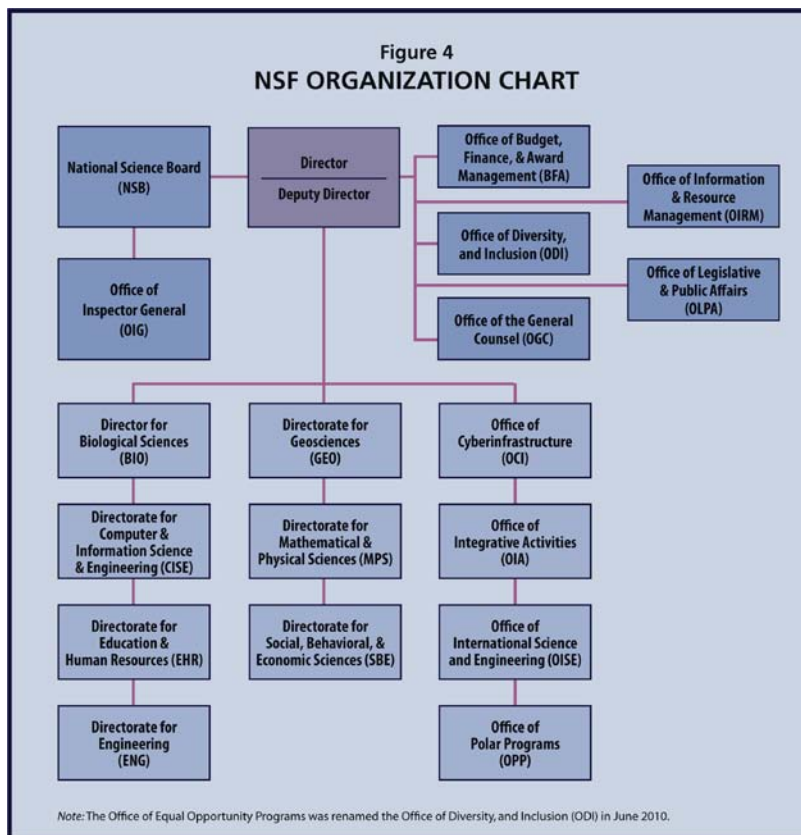 Figure 4
NSF ORGANIZATION CHART
National Science Board
(NSB)
Director
Deputy Director
Office of Budget,
Finance, & Award
Management (BFA)
Office of Information
& Resource
Management (OIRM)
Office of Diversity,
and Inclusion (ODI)
Office of Legislative
& Public Affairs
(OLPA)
Office of the General
Counsel (OGC)
Office of
Inspector General
(OIG)
Director for
Biological Sciences
(BIO)
Directorate for
Geosciences
(GEO)
Office of
Cyberinfrastructure
(OCI)
Directorate for
Computer &
Information Science
& Engineering (CISE)
Directorate for
Mathematical &
Physical Sciences (MPS)
Office of
Integrative Activities
(OIA)
Directorate for
Education &
Human Resources (EHR)
Directorate for
Social, Behavioral, &
Economic Sciences (SBE)
Office of
International Science
and Engineering (OISE)
Directorate for
Engineering
(ENG)
Office of
Polar Programs
(OPP)
Note: The Office of Equal Opportunity Programs was renamed the Office of Diversity, and Inclusion (ODI) in June 2010.